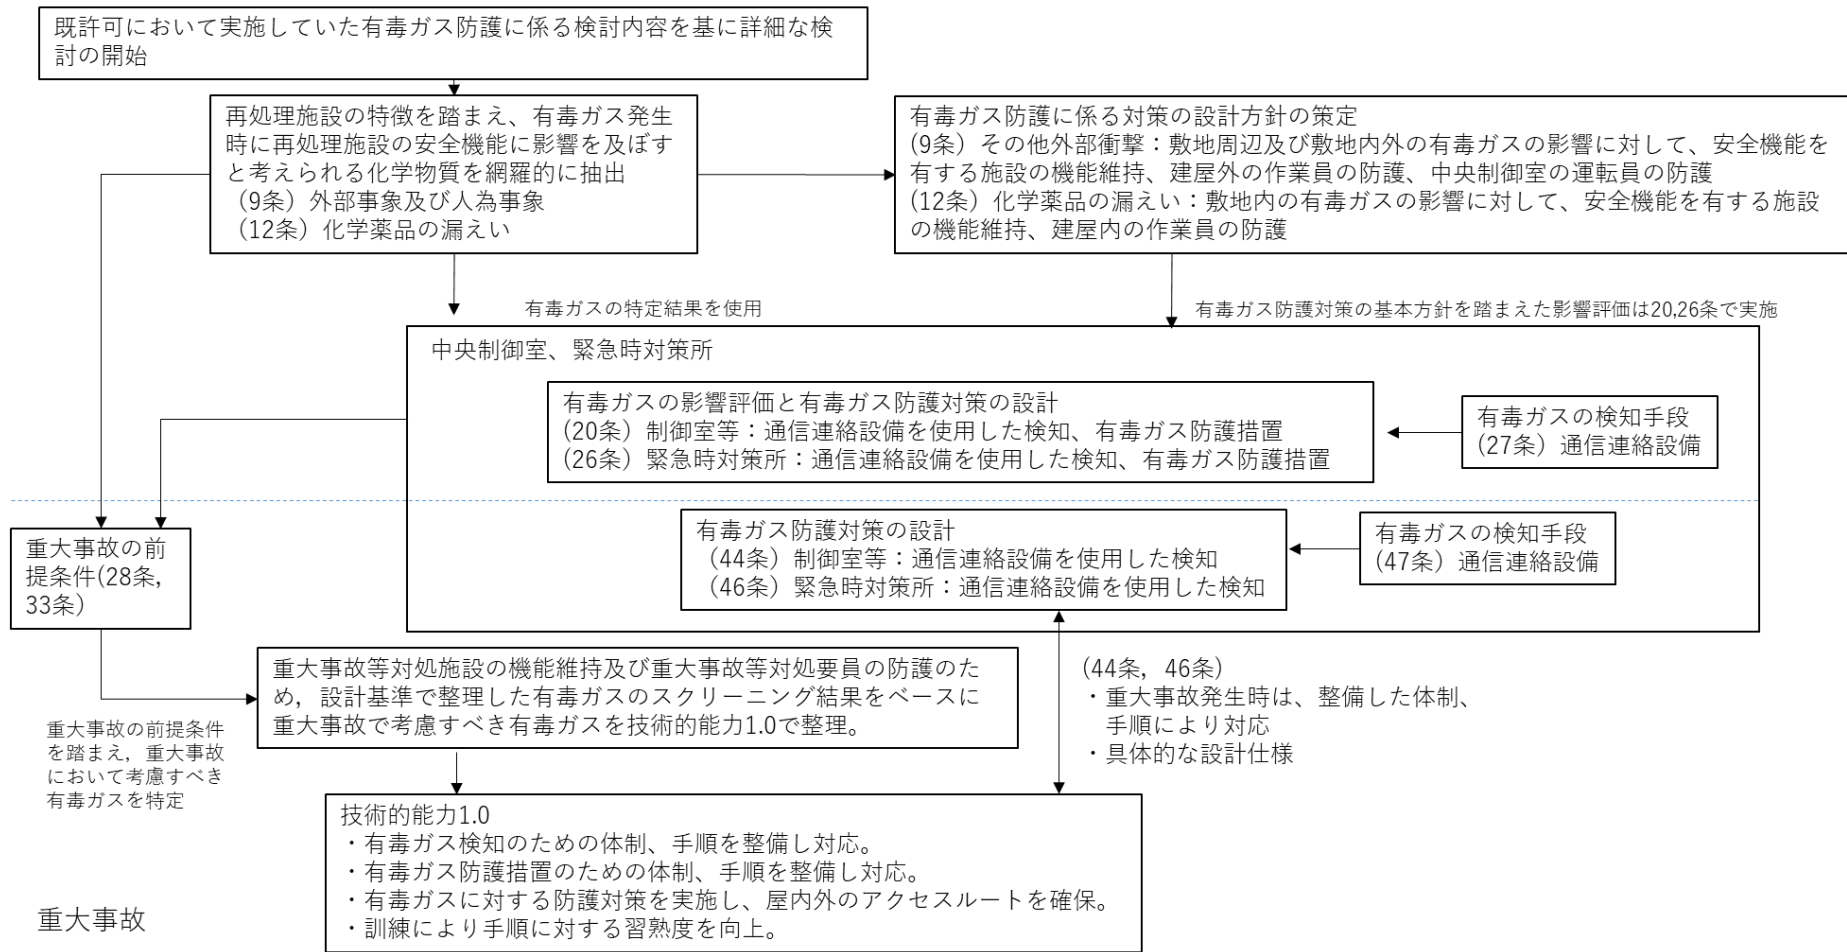 既許可において実施していた有毒ガス防護に係る検討内容を基に詳細な検
討の開始
再処理施設の特徴を踏まえ、有毒ガス発生
時に再処理施設の安全機能に影響を及ぼす
と考えられる化学物質を網羅的に抽出
（9条）外部事象及び人為事象
（12条）化学薬品の漏えい
有毒ガス防護に係る対策の設計方針の策定
(9条）その他外部衝撃：敷地周辺及び敷地内外の有毒ガスの影響に対して、安全機能を
有する施設の機能維持、建屋外の作業員の防護、中央制御室の運転員の防護
(12条）化学薬品の漏えい：敷地内の有毒ガスの影響に対して、安全機能を有する施設
の機能維持、建屋内の作業員の防護
有毒ガスの特定結果を使用
有毒ガス防護対策の基本方針を踏まえた影響評価は20,26条で実施
中央制御室、緊急時対策所
有毒ガスの影響評価と有毒ガス防護対策の設計
(20条）制御室等：通信連絡設備を使用した検知、有毒ガス防護措置
(26条）緊急時対策所：通信連絡設備を使用した検知、有毒ガス防護措置
有毒ガスの検知手段
(27条）通信連絡設備
有毒ガス防護対策の設計
（44条）制御室等：通信連絡設備を使用した検知
（46条）緊急時対策所：通信連絡設備を使用した検知
有毒ガスの検知手段
(47条）通信連絡設備
重大事故の前
提条件(28条,
33条）
重大事故等対処施設の機能維持及び重大事故等対処要員の防護のた
め，設計基準で整理した有毒ガスのスクリーニング結果をベースに
重大事故で考慮すべき有毒ガスを技術的能力1.0で整理。
(44条，46条）
・重大事故発生時は、整備した体制、
手順により対応
・具体的な設計仕様
重大事故の前提条件
を踏まえ，重大事故
において考慮すべき
有毒ガスを特定
技術的能力1.0
・有毒ガス検知のための体制、手順を整備し対応。
・有毒ガス防護措置のための体制、手順を整備し対応。
・有毒ガスに対する防護対策を実施し、屋内外のアクセスルートを確保。
・訓練により手順に対する習熟度を向上。
重大事故